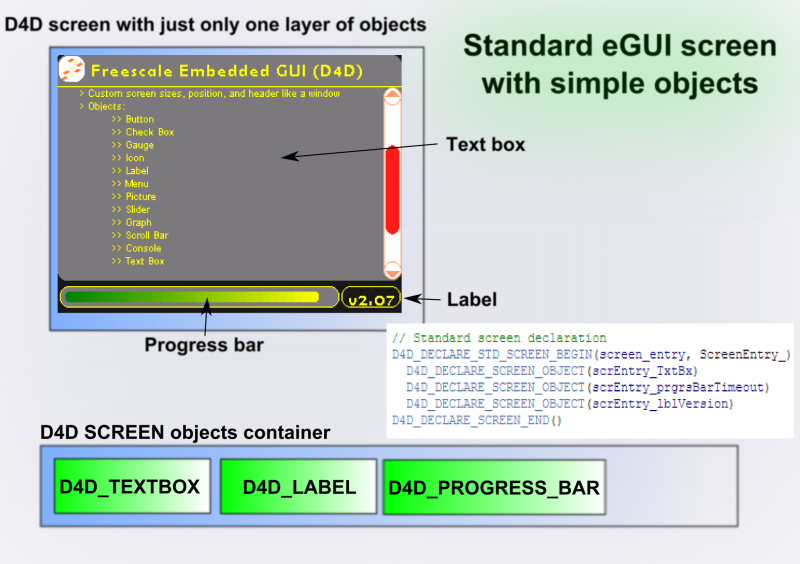 D4D screen with just only one layer of objects
Standard eGUI screen
with simple objects
Freescale Embedded GUI (D4D)
> Custom screen sizes, position, and header like a window
> Objects:
>> Button
>> Check Box
>> Gauge
>> Icon
>> Label
>> Menu
>> Picture
>> Slider
>> Graph
>> Scroll Bar
>> Console
>> Text Box
Text box
v2.07
Label
Progress bar
// Standard screen declaration
D4D_DECLARE_STD_SCREEN_BEGIN(screen_entry, ScreenEntry_)
D4D_DECLARE_SCREEN_OBJECT(scrEntry_TxtBx)
D4D_DECLARE_SCREEN_OBJECT(scrEntry_prgrsBarTimeout)
D4D_DECLARE_SCREEN_OBJECT(scrEntry_lblVersion)
D4D_DECLARE_SCREEN_END()
D4D SCREEN objects container
D4D_TEXTBOX
D4D_LABEL
D4D_PROGRESS_BAR